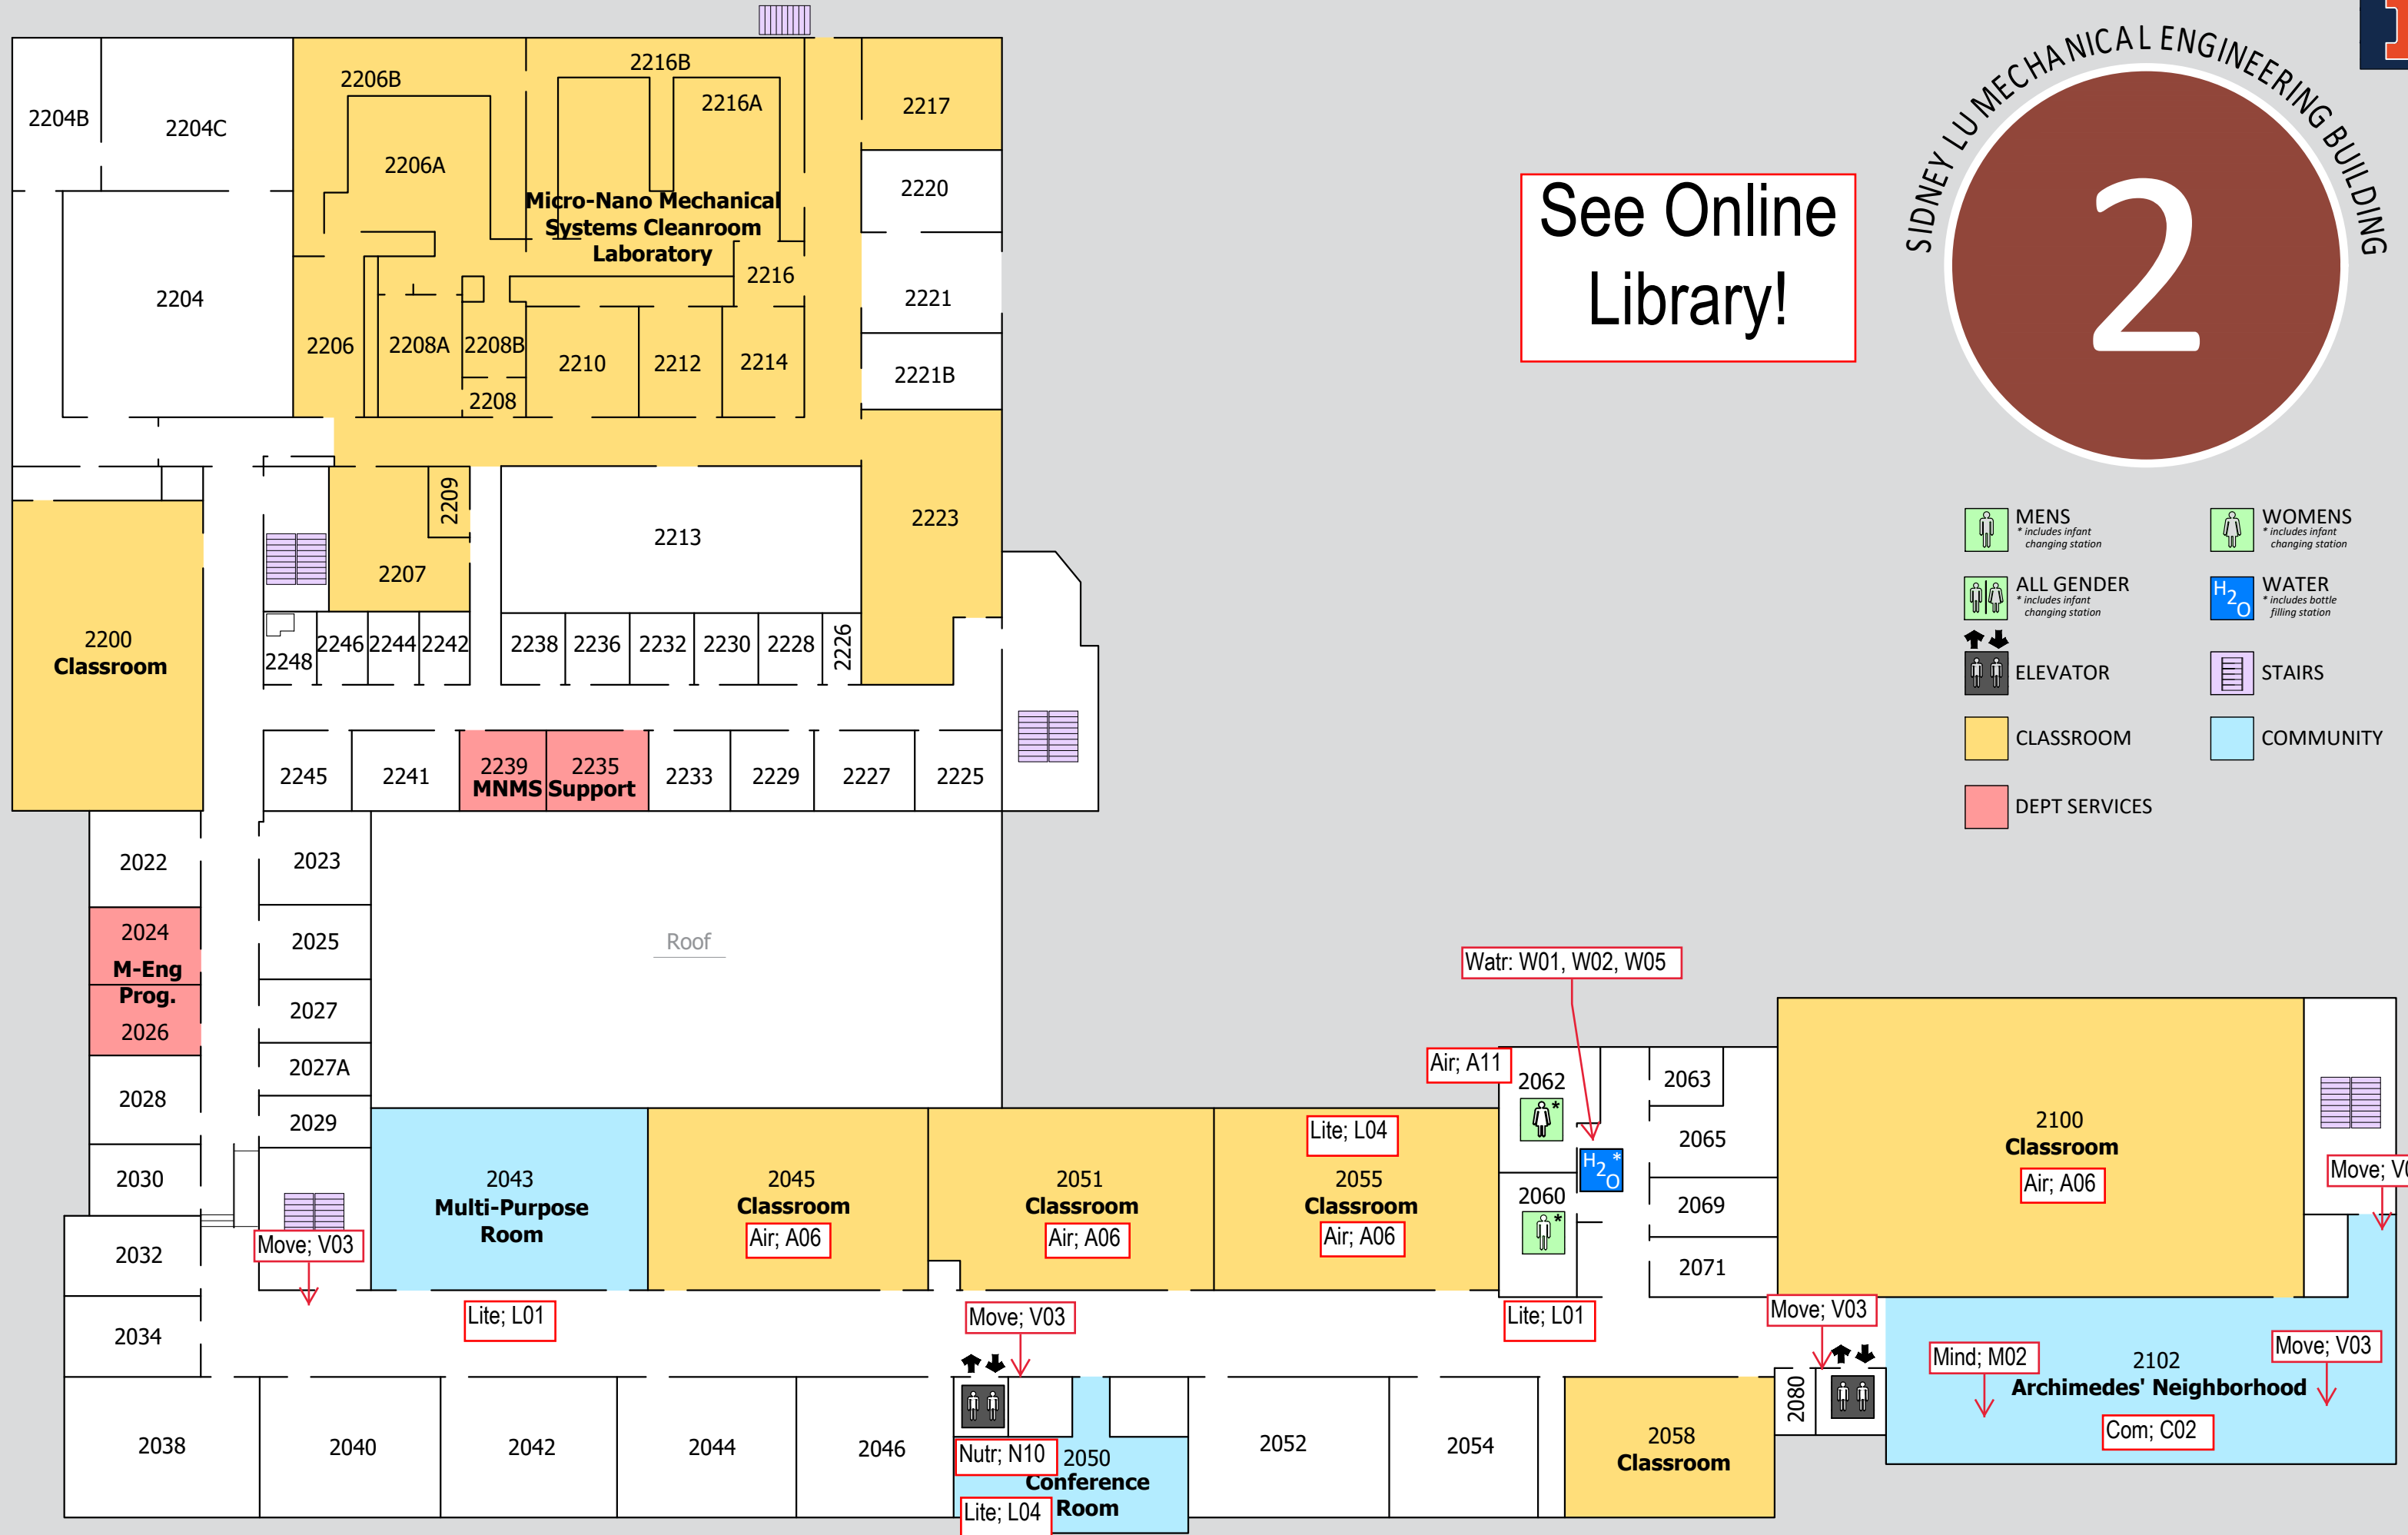 SIDNEY LU MECHANICAL ENGINEERING BUILDING
2
See Online
Library!
MENS
* includes infant
changing station
WOMENS
* includes infant
changing station
ALL GENDER
* includes infant
changing station
H2O
WATER
* includes bottle
filling station
ELEVATOR
STAIRS
CLASSROOM
COMMUNITY
DEPT SERVICES
2204B
2204C
2206B
2216B
2216A
2217
2206A
2220
Micro-Nano Mechanical
Systems Cleanroom
Laboratory
2204
2216
2221
2206
2208A
2208B
2210
2212
2214
2221B
2208
2209
2207
2213
2223
2200
Classroom
2248
2246
2244
2242
2238
2236
2232
2230
2228
2226
2245
2241
2239
2235
MNMS Support
2233
2229
2227
2225
2022
2023
2024
M-Eng
Prog.
2026
2025
Roof
2027
2027A
2028
2029
2030
2032
2034
Move; V03
2043
Multi-Purpose
Room
Lite; L01
2045
Classroom
Air; A06
2051
Classroom
Air; A06
Lite; L04
2055
Classroom
Air; A06
Watr: W01, W02, W05
Air; A11
2062
*
H2O*
2060
*
Lite; L01
2063
2065
2069
2071
2100
Classroom
Air; A06
Move; V0
Move; V03
Move; V03
Mind; M02
2102
Archimedes' Neighborhood
Move; V03
Com; C02
2038
2040
2042
2044
2046
Nutr; N10
2050
Conference
Room
Lite; L04
2052
2054
2058
Classroom
2080